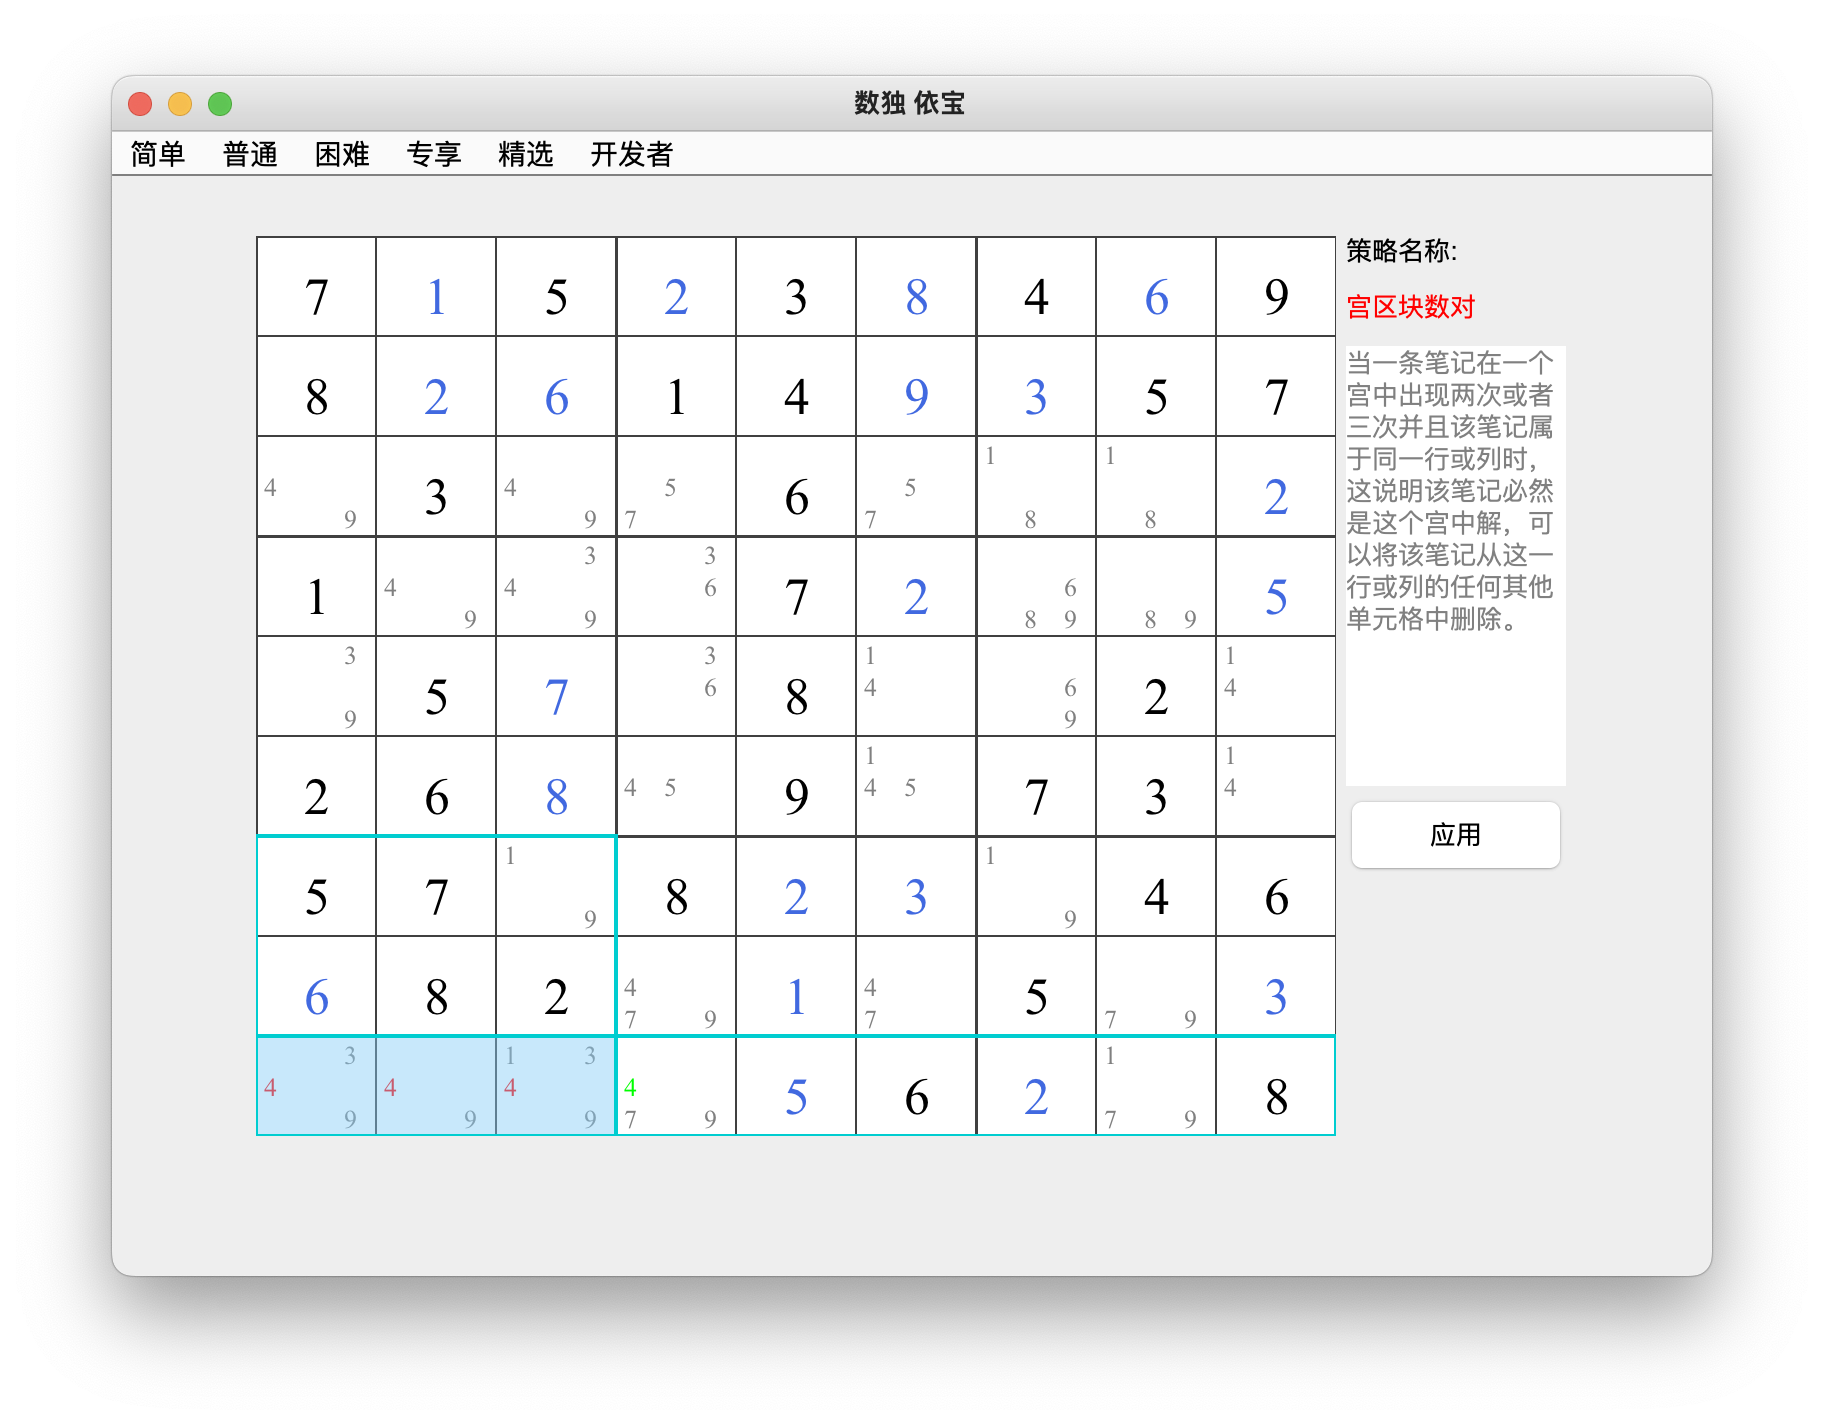 数独 依宝
简单 普通 困难 专享 精选 开发者
策略名称:
宫区块数对
当一条笔记在一个
宫中出现两次或者
三次并且该笔记属
于同一行或列时，
这说明该笔记必然
是这个宫中解，可
以将该笔记从这一
行或列的任何其他
单元格中删除。
应用
7 1 5 2 3 8 4 6 9
8 2 6 1 4 9 3 5 7
1 1
4 3 4 5 6 5 2
9 9 7 7 8 8
3 3
1 4 4 6 7 2 6 5
9 9 8 9 8 9
3 3 1 1
5 7 6 8 4 6 2 4
9 9
1 1
2 6 8 4 5 9 4 5 7 3 4
1 1
5 7 8 2 3 4 6
9 9
6 8 2 4 1 4 5 3
7 9 7 7 9
3 1 3 1
4 4 4 4 5 6 2 8
9 9 9 7 9 7 9